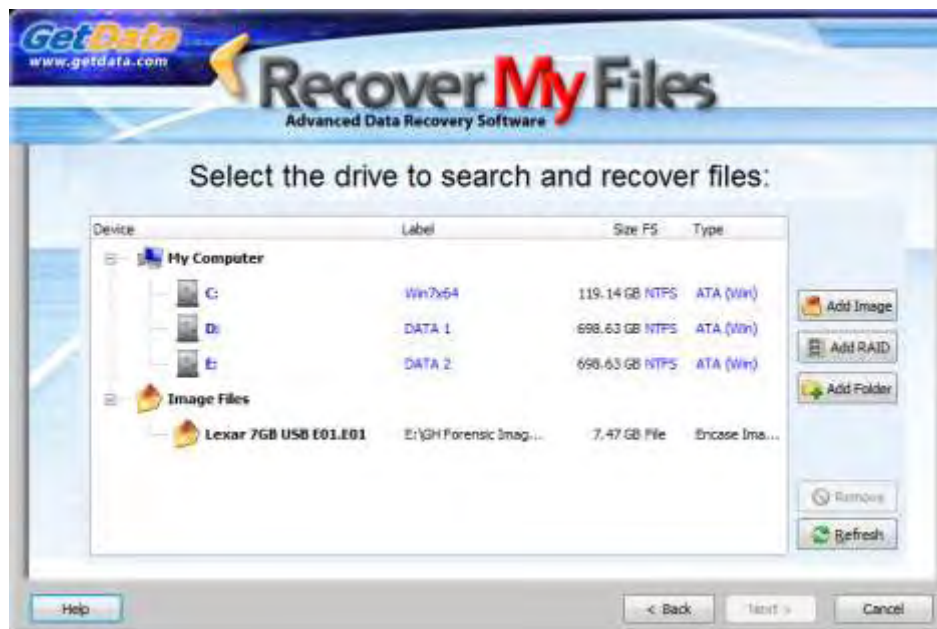 GetData
www.getdata.com
Recover My Files
Advanced Data Recovery Software
Select the drive to search and recover files:
Device Label Size FS Type
My Computer
C: Win7x64 119.14 GB NTFS ATA (Win)
D: DATA 1 698.63 GB NTFS ATA (Win)
E: DATA 2 698.63 GB NTFS ATA (Win)
Image Files
Lexar 7GB USB E01.E01 E:\GH Forensic Imag... 7.47 GB File Encase Ima...
Add Image
Add RAID
Add Folder
Remove
Refresh
Help < Back Next > Cancel